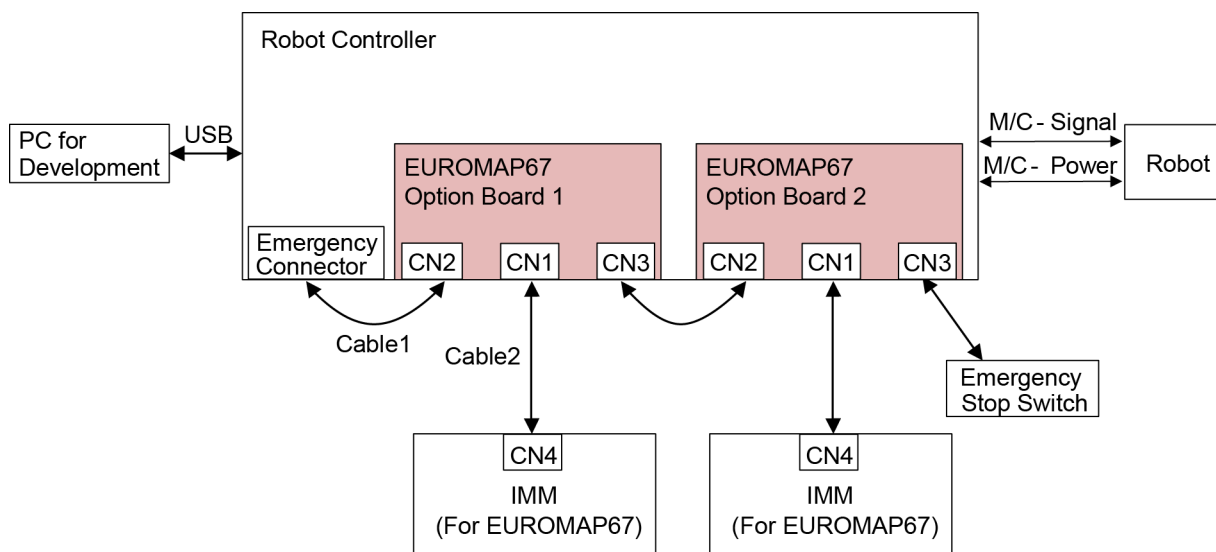 Robot Controller
PC for
Development
USB
M/C - Signal
M/C - Power
Robot
EUROMAP67
Option Board 1
EUROMAP67
Option Board 2
Emergency
Connector
CN2
CN1
CN3
CN2
CN1
CN3
Cable1
Cable2
Emergency
Stop Switch
CN4
IMM
(For EUROMAP67)
CN4
IMM
(For EUROMAP67)